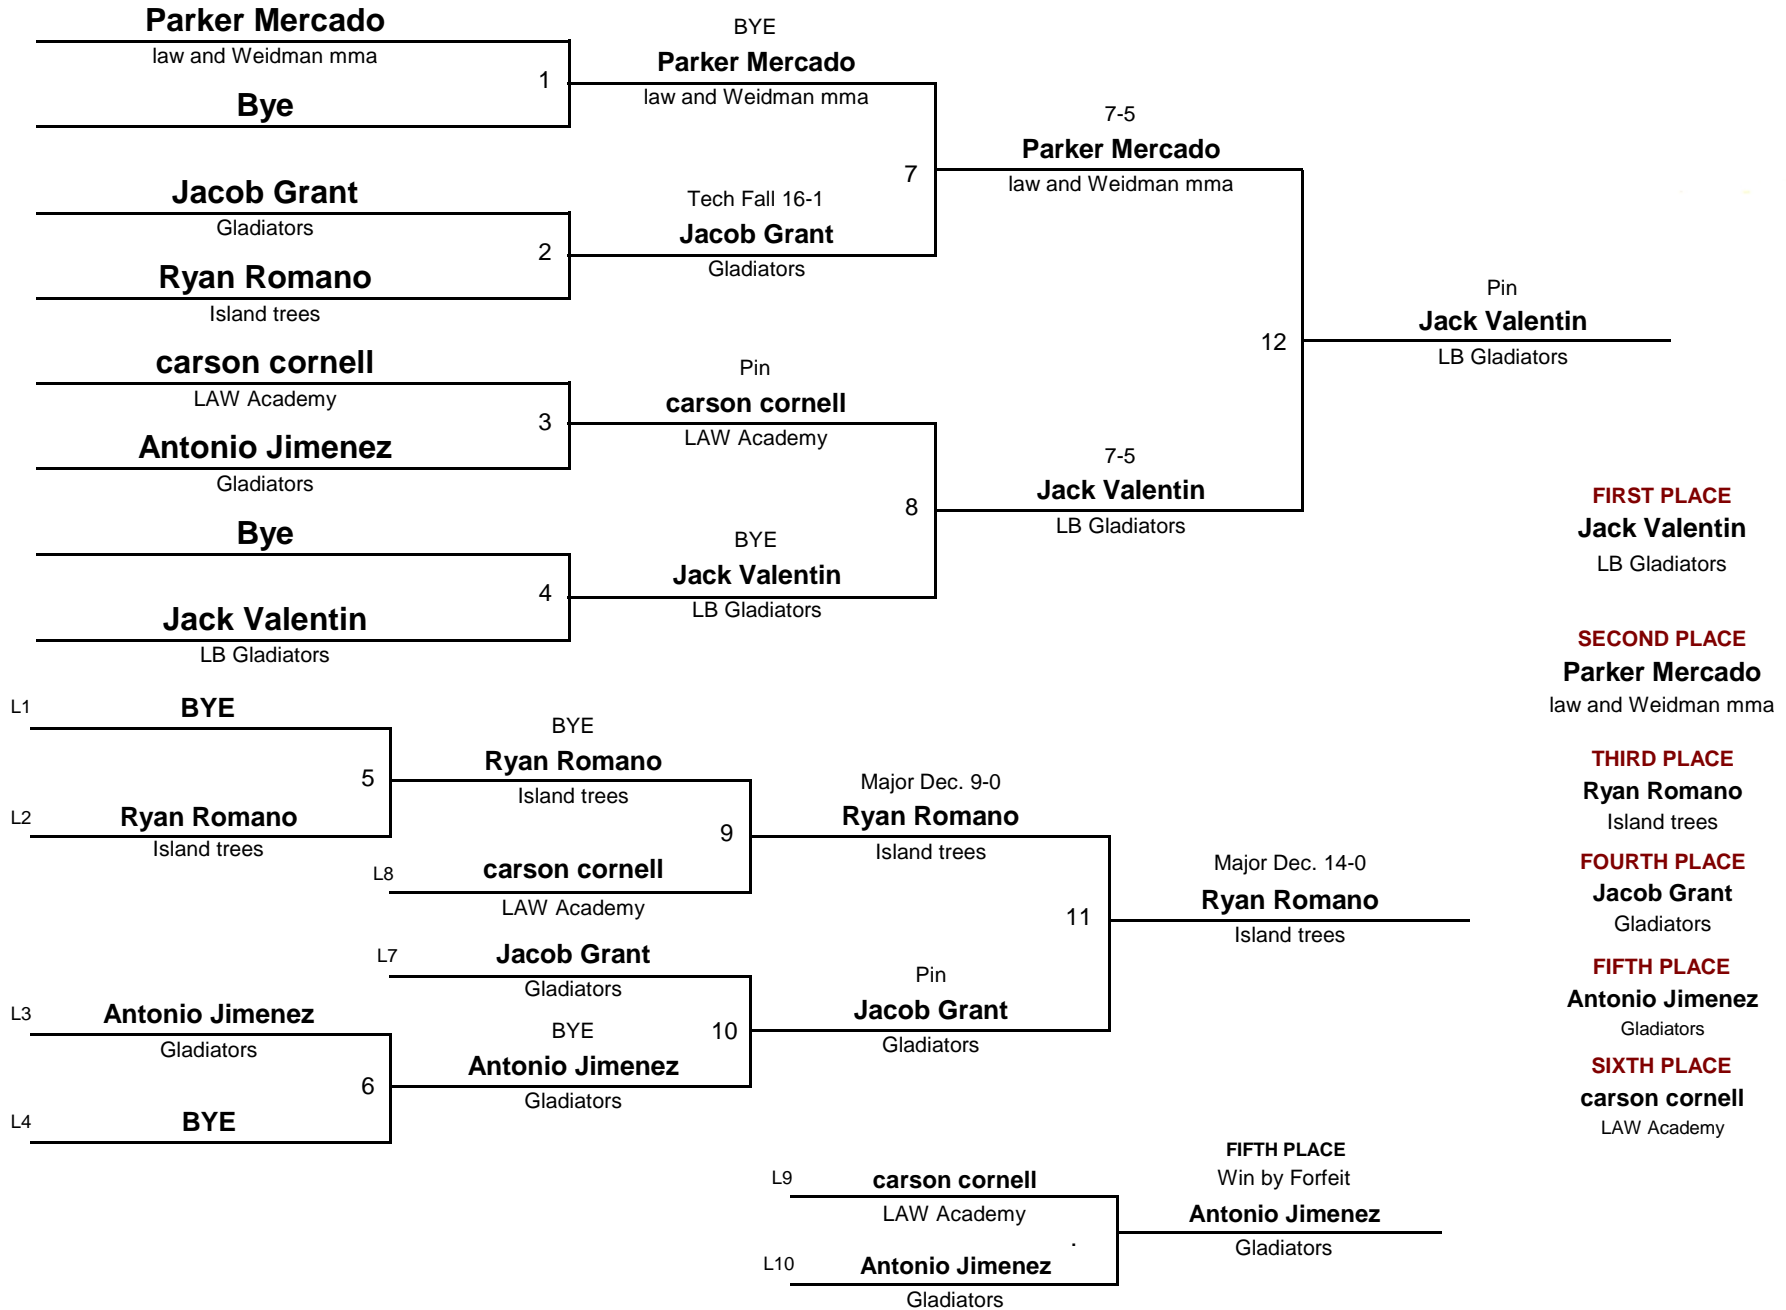 Parker Mercado
law and Weidman mma
1
Bye
BYE
Parker Mercado
law and Weidman mma
Jacob Grant
Gladiators
2
Ryan Romano
Island trees
Tech Fall 16-1
Jacob Grant
Gladiators
7
7-5
Parker Mercado
law and Weidman mma
carson cornell
LAW Academy
3
Antonio Jimenez
Gladiators
Pin
carson cornell
LAW Academy
Bye
4
Jack Valentin
LB Gladiators
BYE
Jack Valentin
LB Gladiators
8
7-5
Jack Valentin
LB Gladiators
12
Pin
Jack Valentin
LB Gladiators
L1
BYE
5
L2
Ryan Romano
Island trees
BYE
Ryan Romano
Island trees
9
L8
carson cornell
LAW Academy
Major Dec. 9-0
Ryan Romano
Island trees
L7
Jacob Grant
Gladiators
L3
Antonio Jimenez
Gladiators
6
L4
BYE
BYE
Antonio Jimenez
Gladiators
10
Pin
Jacob Grant
Gladiators
11
Major Dec. 14-0
Ryan Romano
Island trees
L9
carson cornell
LAW Academy
.
L10
Antonio Jimenez
Gladiators
FIFTH PLACE
Win by Forfeit
Antonio Jimenez
Gladiators
FIRST PLACE
Jack Valentin
LB Gladiators
SECOND PLACE
Parker Mercado
law and Weidman mma
THIRD PLACE
Ryan Romano
Island trees
FOURTH PLACE
Jacob Grant
Gladiators
FIFTH PLACE
Antonio Jimenez
Gladiators
SIXTH PLACE
carson cornell
LAW Academy